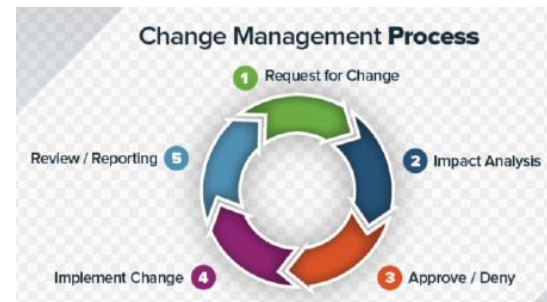 Change Management Process
1 Request for Change
2 Impact Analysis
3 Approve / Deny
Implement Change 4
Review / Reporting 5